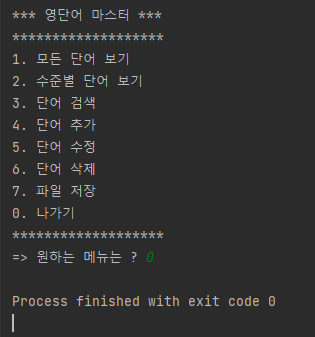 *** 영단어 마스터 ***
*******************
1. 모든 단어 보기
2. 수준별 단어 보기
3. 단어 검색
4. 단어 추가
5. 단어 수정
6. 단어 삭제
7. 파일 저장
0. 나가기
*******************
=> 원하는 메뉴는 ? 0
Process finished with exit code 0